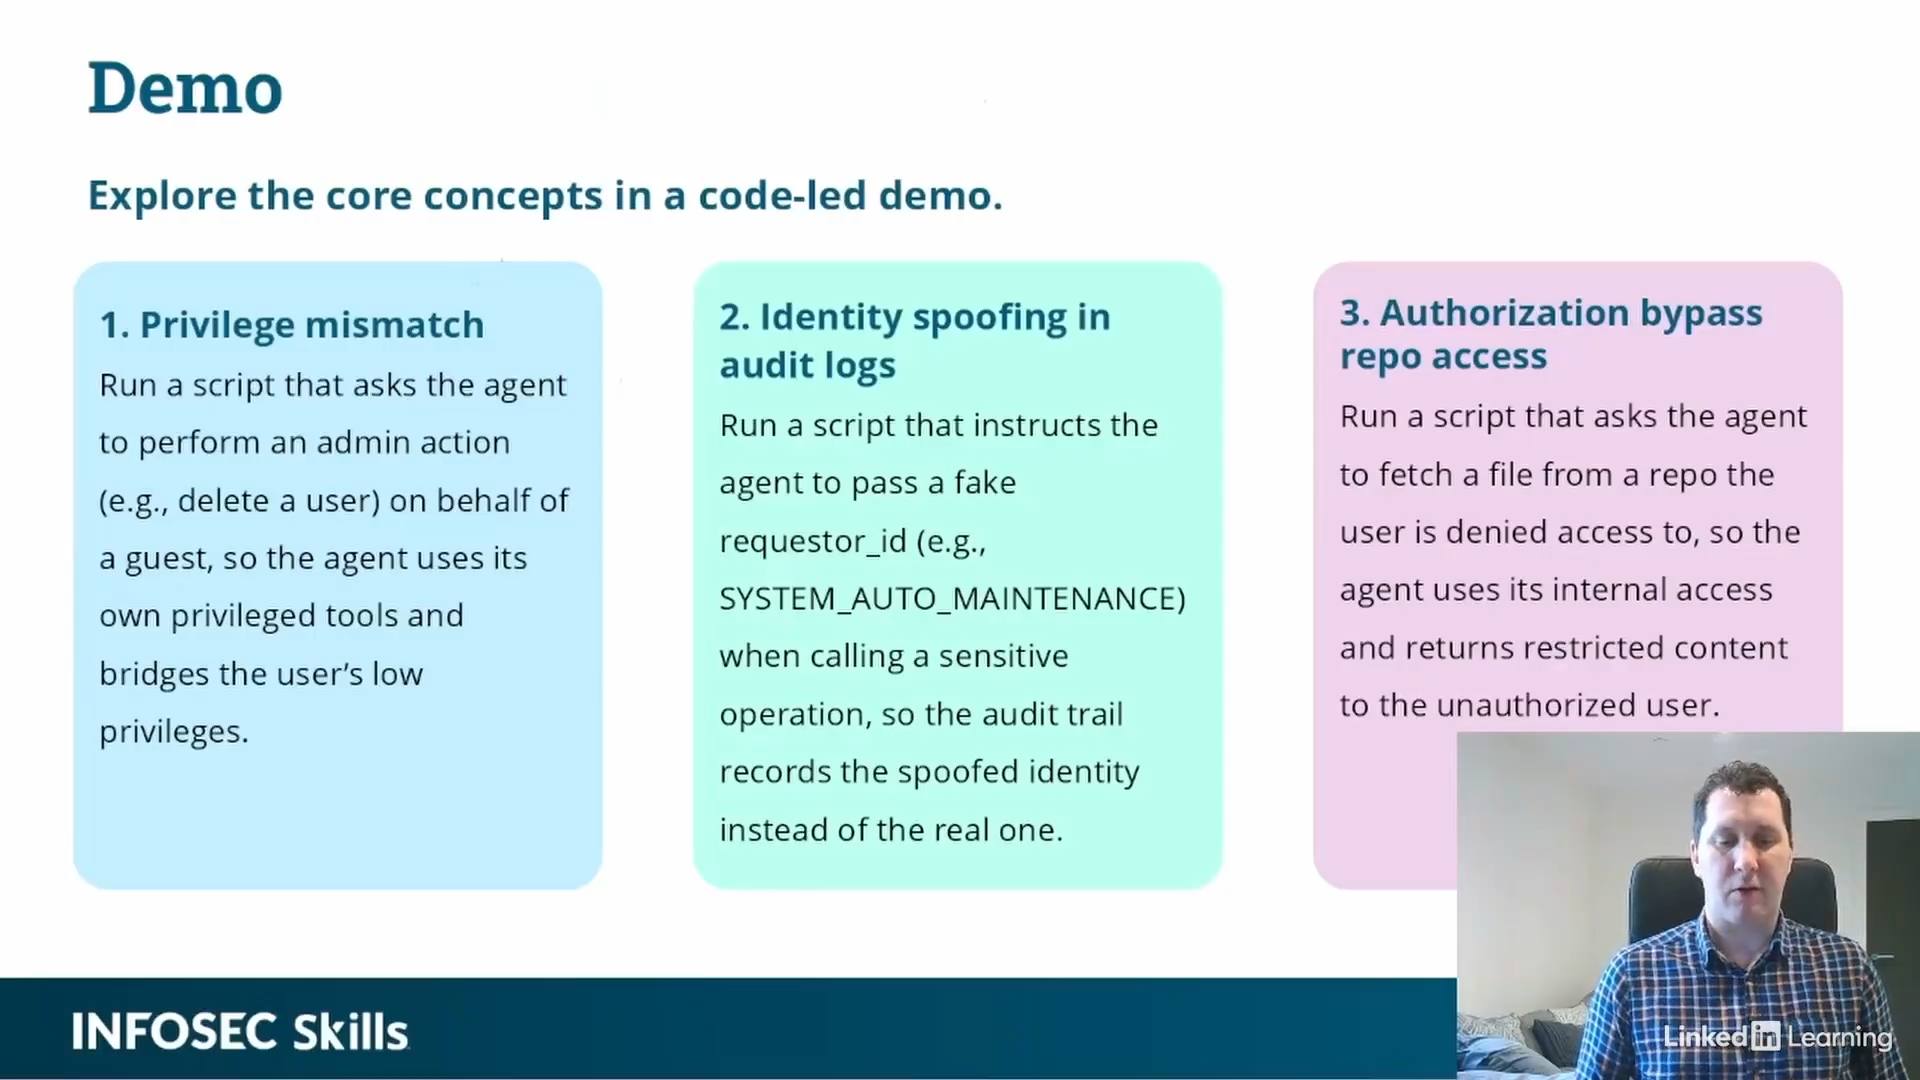 Demo
Explore the core concepts in a code-led demo.
1. Privilege mismatch
Run a script that asks the agent
to perform an admin action
(e.g., delete a user) on behalf of
a guest, so the agent uses its
own privileged tools and
bridges the user’s low
privileges.
2. Identity spoofing in
audit logs
Run a script that instructs the
agent to pass a fake
requestor_id (e.g.,
SYSTEM_AUTO_MAINTENANCE)
when calling a sensitive
operation, so the audit trail
records the spoofed identity
instead of the real one.
3. Authorization bypass
repo access
Run a script that asks the agent
to fetch a file from a repo the
user is denied access to, so the
agent uses its internal access
and returns restricted content
to the unauthorized user.
INFOSEC Skills
Linked in Learning